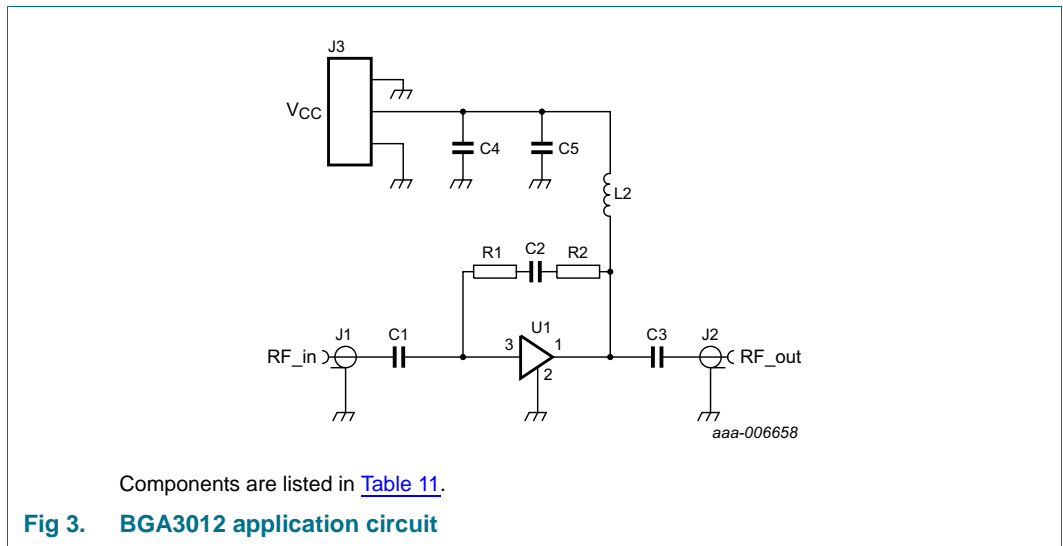 J3
VCC
C4
C5
L2
R1
C2
R2
J1
C1
U1
C3
J2
RF_in
3
1
RF_out
2
aaa-006658
Components are listed in Table 11.
Fig 3. BGA3012 application circuit